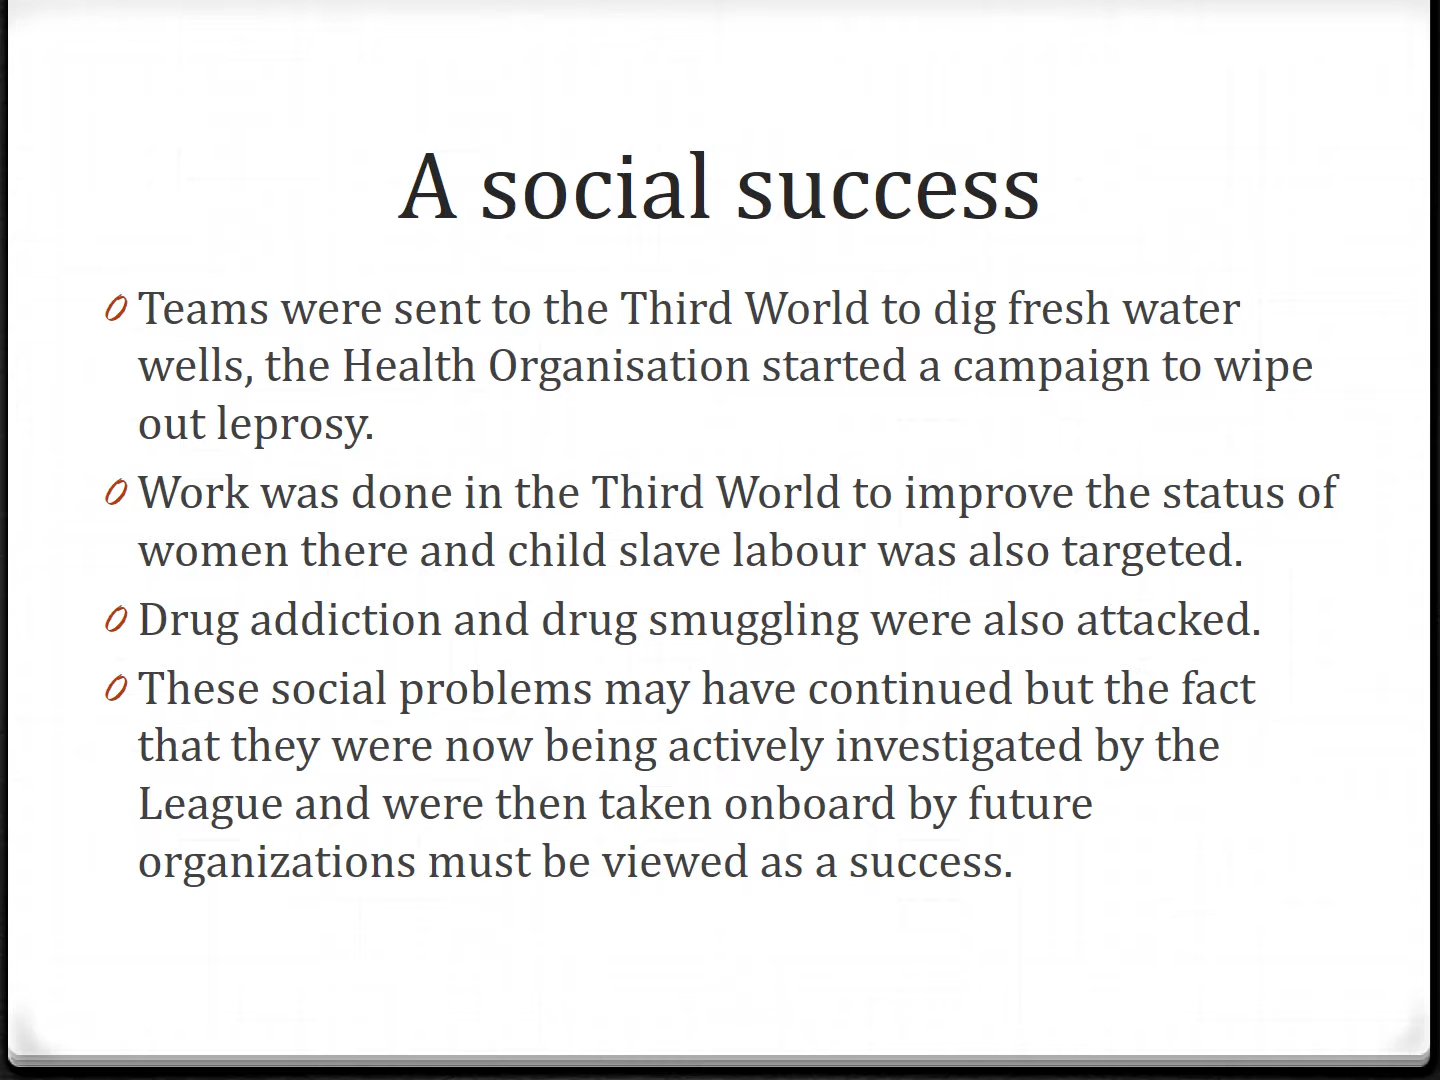 A social success
Teams were sent to the Third World to dig fresh water
wells, the Health Organisation started a campaign to wipe
out leprosy.
Work was done in the Third World to improve the status of
women there and child slave labour was also targeted.
Drug addiction and drug smuggling were also attacked.
These social problems may have continued but the fact
that they were now being actively investigated by the
League and were then taken onboard by future
organizations must be viewed as a success.